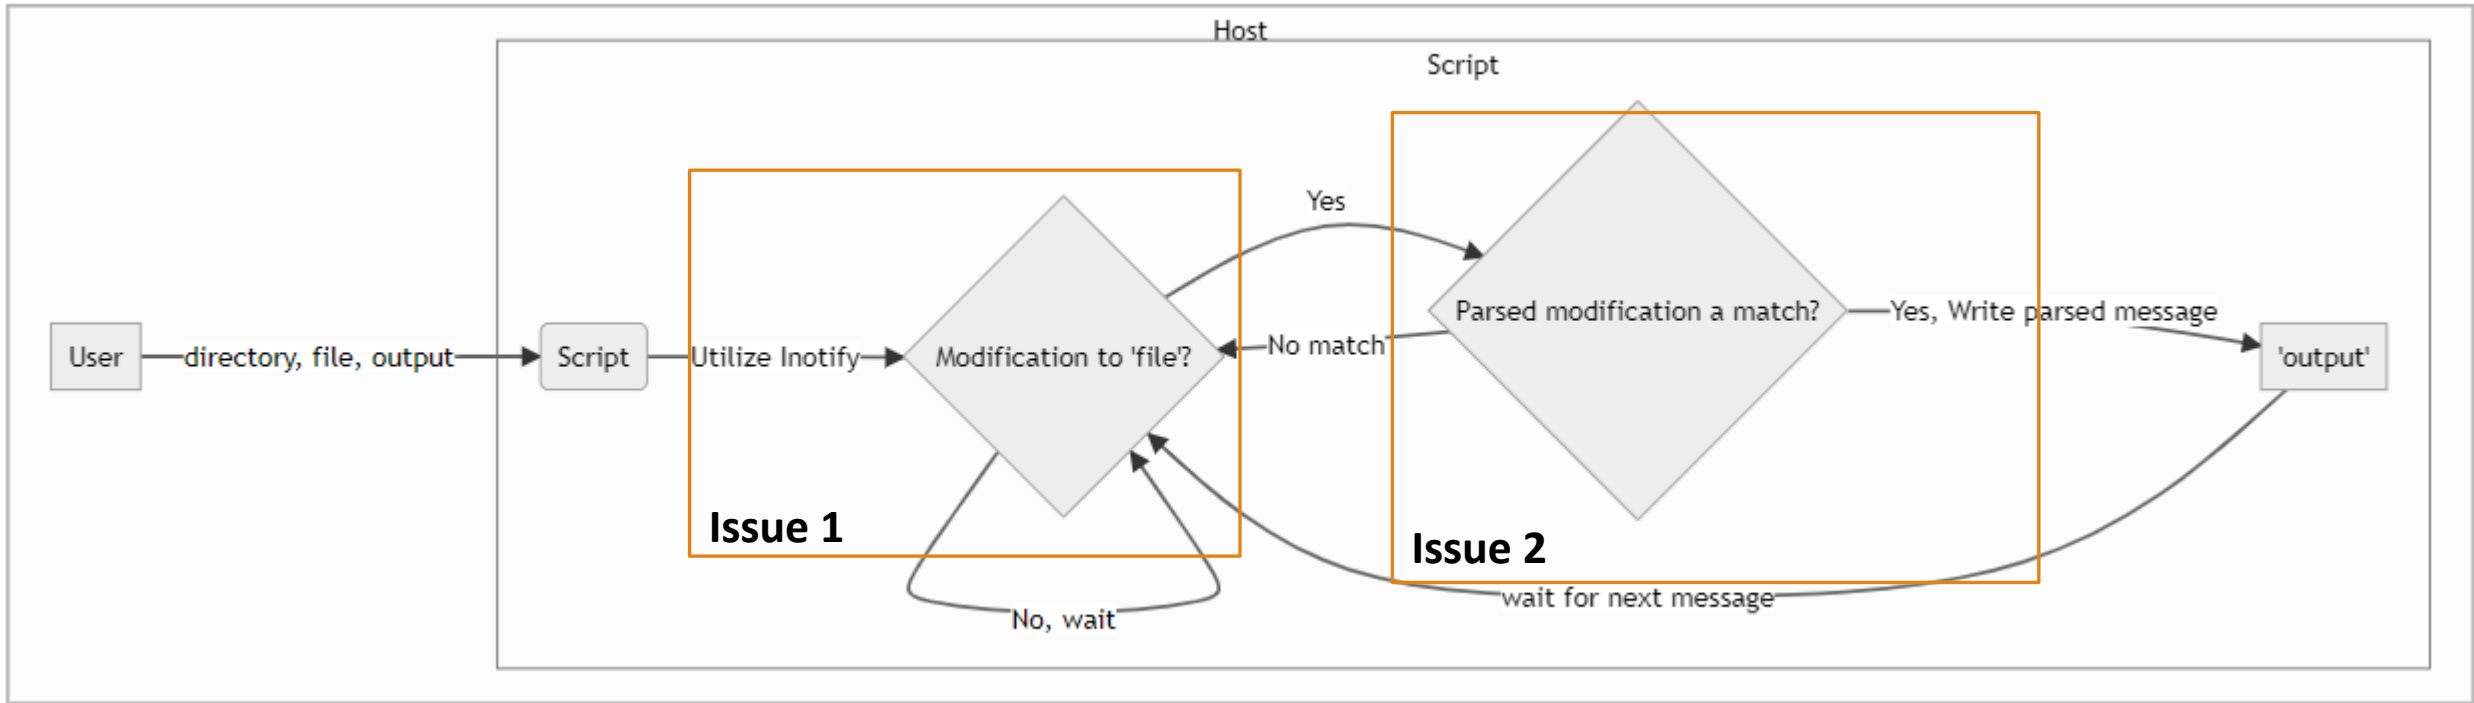 Host
Script
User
directory, file, output
Script
Utilize Inotify
Modification to 'file'?
Yes
No match
Parsed modification a match?
Yes, Write parsed message
'output'
Issue 1
Issue 2
No, wait
wait for next message